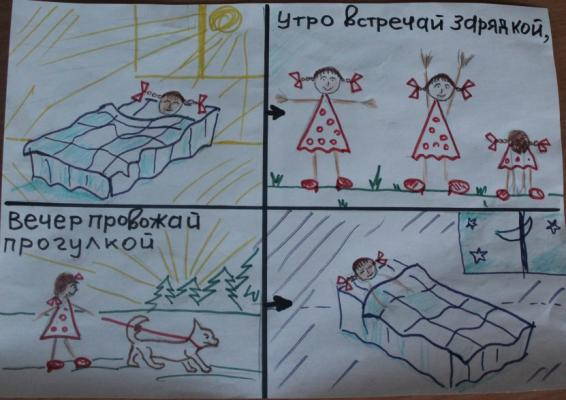 Утро встречай зарядкой,
Вечер провожай
прогулкой